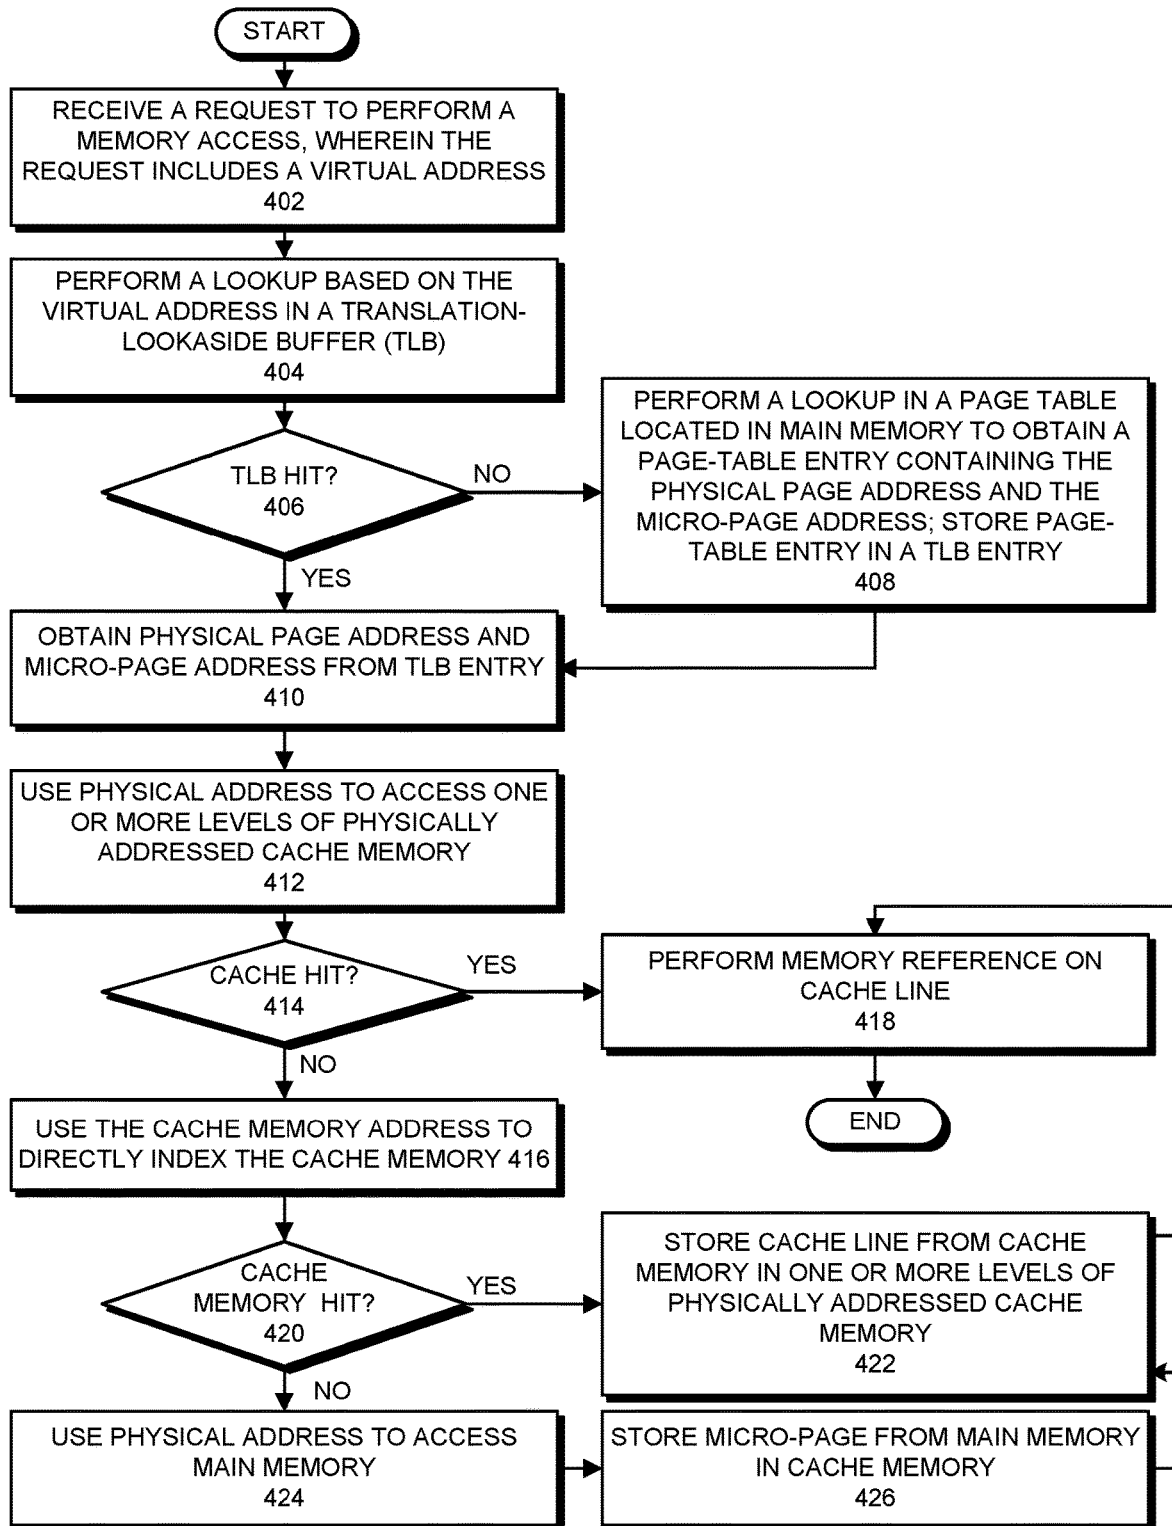 START
RECEIVE A REQUEST TO PERFORM A
MEMORY ACCESS, WHEREIN THE
REQUEST INCLUDES A VIRTUAL ADDRESS
402
PERFORM A LOOKUP BASED ON THE
VIRTUAL ADDRESS IN A TRANSLATION-
LOOKASIDE BUFFER (TLB)
404
TLB HIT?
406
NO
YES
PERFORM A LOOKUP IN A PAGE TABLE
LOCATED IN MAIN MEMORY TO OBTAIN A
PAGE-TABLE ENTRY CONTAINING THE
PHYSICAL PAGE ADDRESS AND THE
MICRO-PAGE ADDRESS; STORE PAGE-
TABLE ENTRY IN A TLB ENTRY
408
OBTAIN PHYSICAL PAGE ADDRESS AND
MICRO-PAGE ADDRESS FROM TLB ENTRY
410
USE PHYSICAL ADDRESS TO ACCESS ONE
OR MORE LEVELS OF PHYSICALLY
ADDRESSED CACHE MEMORY
412
CACHE HIT?
414
YES
NO
PERFORM MEMORY REFERENCE ON
CACHE LINE
418
END
USE THE CACHE MEMORY ADDRESS TO
DIRECTLY INDEX THE CACHE MEMORY 416
CACHE
MEMORY HIT?
420
YES
NO
STORE CACHE LINE FROM CACHE
MEMORY IN ONE OR MORE LEVELS OF
PHYSICALLY ADDRESSED CACHE
MEMORY
422
USE PHYSICAL ADDRESS TO ACCESS
MAIN MEMORY
424
STORE MICRO-PAGE FROM MAIN MEMORY
IN CACHE MEMORY
426